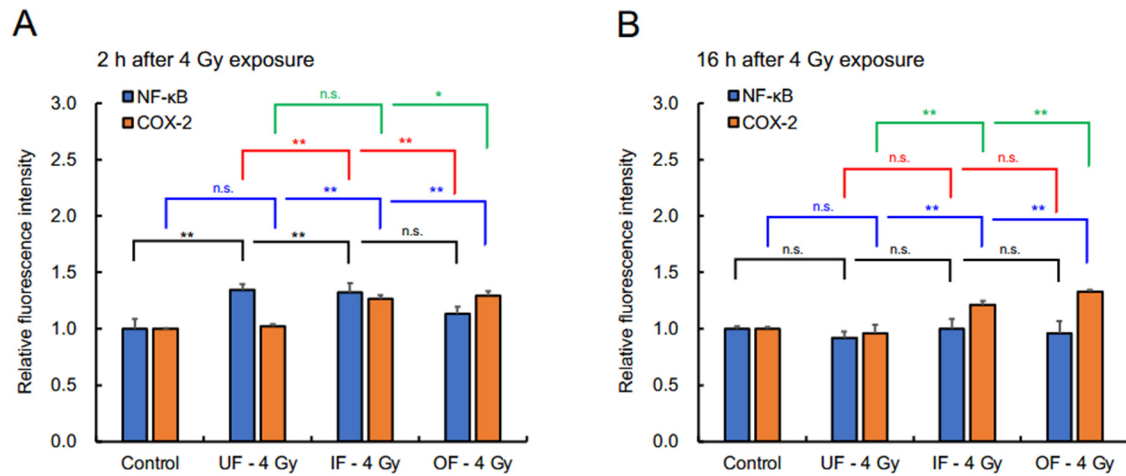 A
2 h after 4 Gy exposure
NF-κB
COX-2
Relative fluorescence intensity
3.0
2.5
2.0
1.5
1.0
0.5
0.0
n.s.
*
**
**
n.s.
**
**
**
**
n.s.
Control
UF - 4 Gy
IF - 4 Gy
OF - 4 Gy
B
16 h after 4 Gy exposure
NF-κB
COX-2
Relative fluorescence intensity
3.0
2.5
2.0
1.5
1.0
0.5
0.0
**
**
n.s.
n.s.
n.s.
**
**
n.s.
n.s.
n.s.
Control
UF - 4 Gy
IF - 4 Gy
OF - 4 Gy